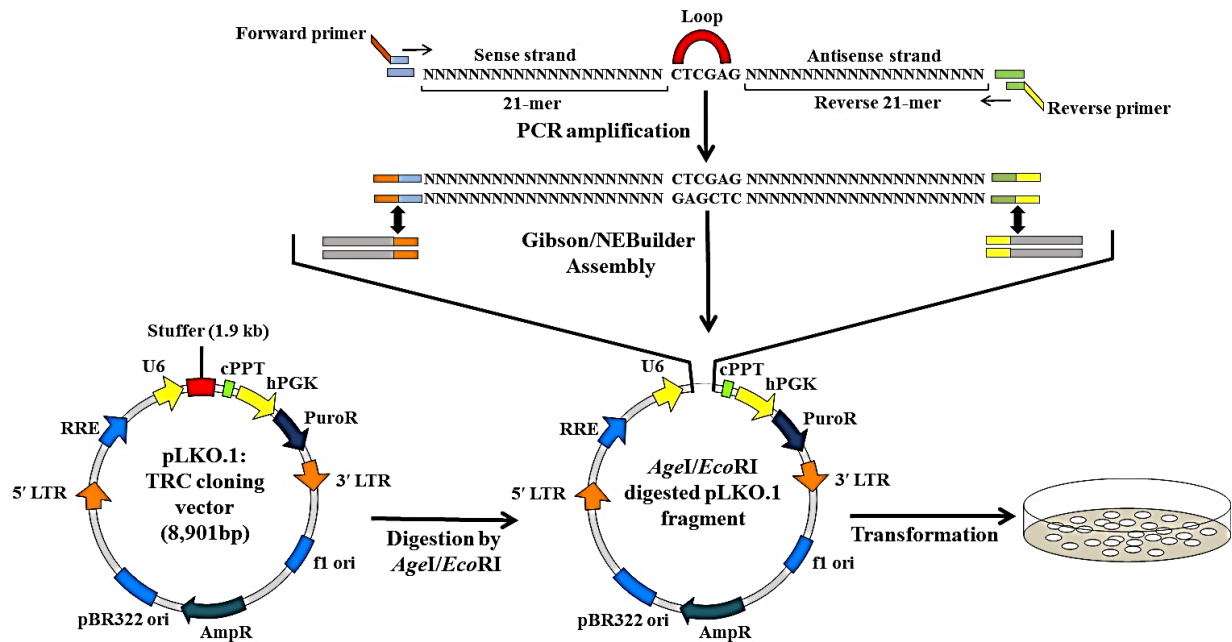 Loop
Forward primer
Sense strand
Antisense strand
NNNNNNNNNNNNNNNNNNNNN CTCGAG NNNNNNNNNNNNNNNNNNNNN
21-mer
Reverse 21-mer
Reverse primer
PCR amplification
NNNNNNNNNNNNNNNNNNNNN CTCGAG NNNNNNNNNNNNNNNNNNNNN
NNNNNNNNNNNNNNNNNNNNN GAGCTC NNNNNNNNNNNNNNNNNNNNN
Gibson/NEBuilder
Assembly
Stuffer (1.9 kb)
U6
cPPT
hPGK
PuroR
RRE
3′ LTR
5′ LTR
pLKO.1:
TRC cloning
vector
(8,901bp)
f1 ori
pBR322 ori
AmpR
Digestion by
AgeI/EcoRI
U6
cPPT
hPGK
PuroR
RRE
3′ LTR
5′ LTR
AgeI/EcoRI
digested pLKO.1
fragment
f1 ori
pBR322 ori
AmpR
Transformation